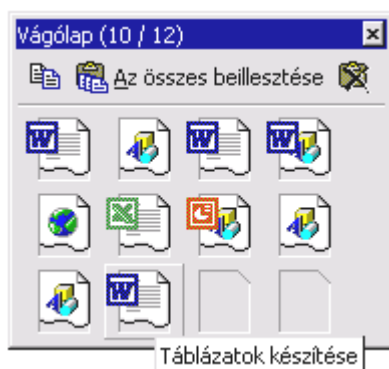 Vágólap (10 / 12)
Az összes beillesztése
Táblázatok készítése